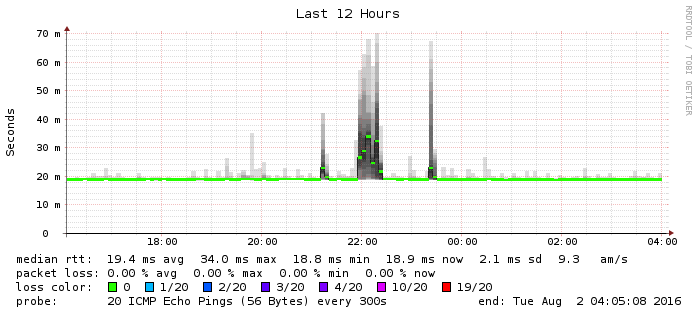 Last 12 Hours
RRDTOOL / TOBI OETIKER
70 m
60 m
50 m
40 m
30 m
20 m
10 m
0
Seconds
18:00 20:00 22:00 00:00 02:00 04:00
median rtt: 19.4 ms avg 34.0 ms max 18.8 ms min 18.9 ms now 2.1 ms sd 9.3 am/s
packet loss: 0.00 % avg 0.00 % max 0.00 % min 0.00 % now
loss color: 0 1/20 2/20 3/20 4/20 10/20 19/20
probe: 20 ICMP Echo Pings (56 Bytes) every 300s end: Tue Aug 2 04:05:08 2016